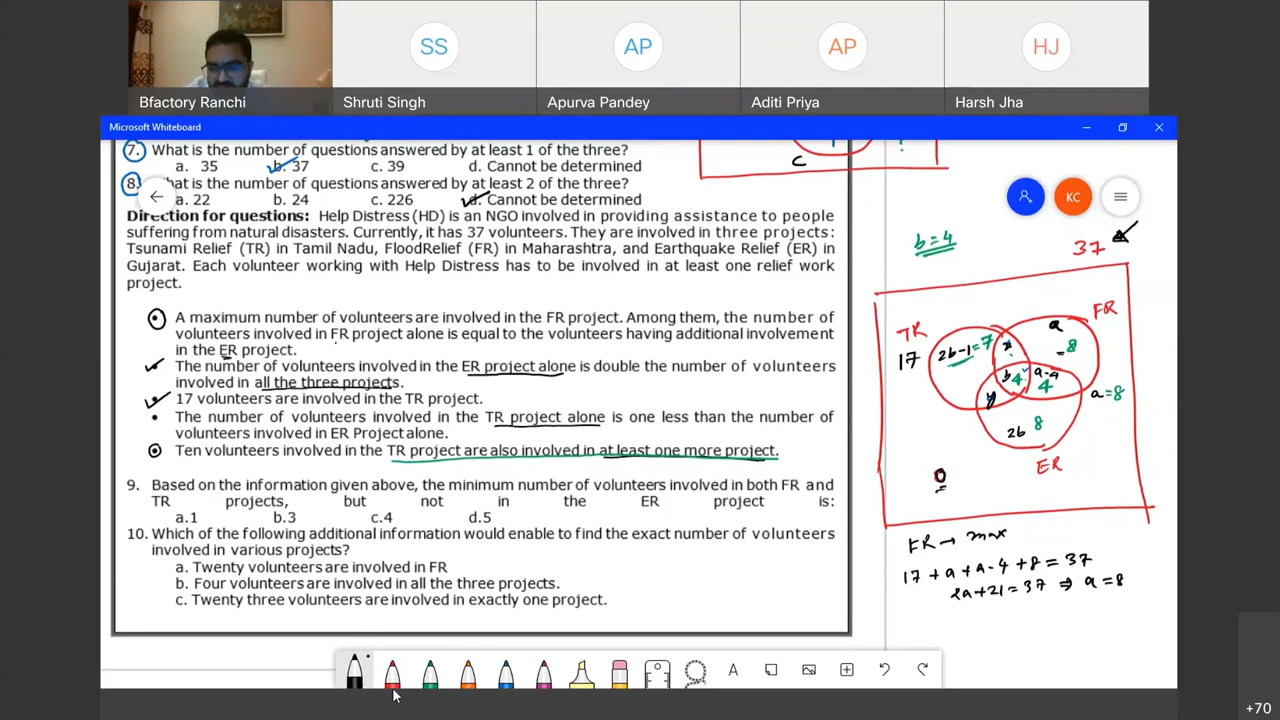 SS
AP
AP
HJ
Bfactory Ranchi
Shruti Singh
Apurva Pandey
Aditi Priya
Harsh Jha
Microsoft Whiteboard
7. What is the number of questions answered by at least 1 of the three?
a. 35 b. 37 c. 39 d. Cannot be determined
8. hat is the number of questions answered by at least 2 of the three?
a. 22 b. 24 c. 226 d. Cannot be determined
Direction for questions: Help Distress (HD) is an NGO involved in providing assistance to people
suffering from natural disasters. Currently, it has 37 volunteers. They are involved in three projects:
Tsunami Relief (TR) in Tamil Nadu, FloodRelief (FR) in Maharashtra, and Earthquake Relief (ER) in
Gujarat. Each volunteer working with Help Distress has to be involved in at least one relief work
project.
A maximum number of volunteers are involved in the FR project. Among them, the number of
volunteers involved in FR project alone is equal to the volunteers having additional involvement
in the ER project.
• The number of volunteers involved in the ER project alone is double the number of volunteers
involved in all the three projects.
• 17 volunteers are involved in the TR project.
• The number of volunteers involved in the TR project alone is one less than the number of
volunteers involved in ER Project alone.
• Ten volunteers involved in the TR project are also involved in at least one more project.
9. Based on the information given above, the minimum number of volunteers involved in both FR and
TR projects, but not in the ER project is:
a.1 b.3 c.4 d.5
10. Which of the following additional information would enable to find the exact number of volunteers
involved in various projects?
a. Twenty volunteers are involved in FR
b. Four volunteers are involved in all the three projects.
c. Twenty three volunteers are involved in exactly one project.
C
?
KC
b=4
37
TR
17
FR
a
=8
2b-1=7
x
b 4
a-4
4
a=8
y
2b 8
ER
0
FR → max
17 + a + a-4 + 8 = 37
2a+21=37 ⇒ a=8
A
+70